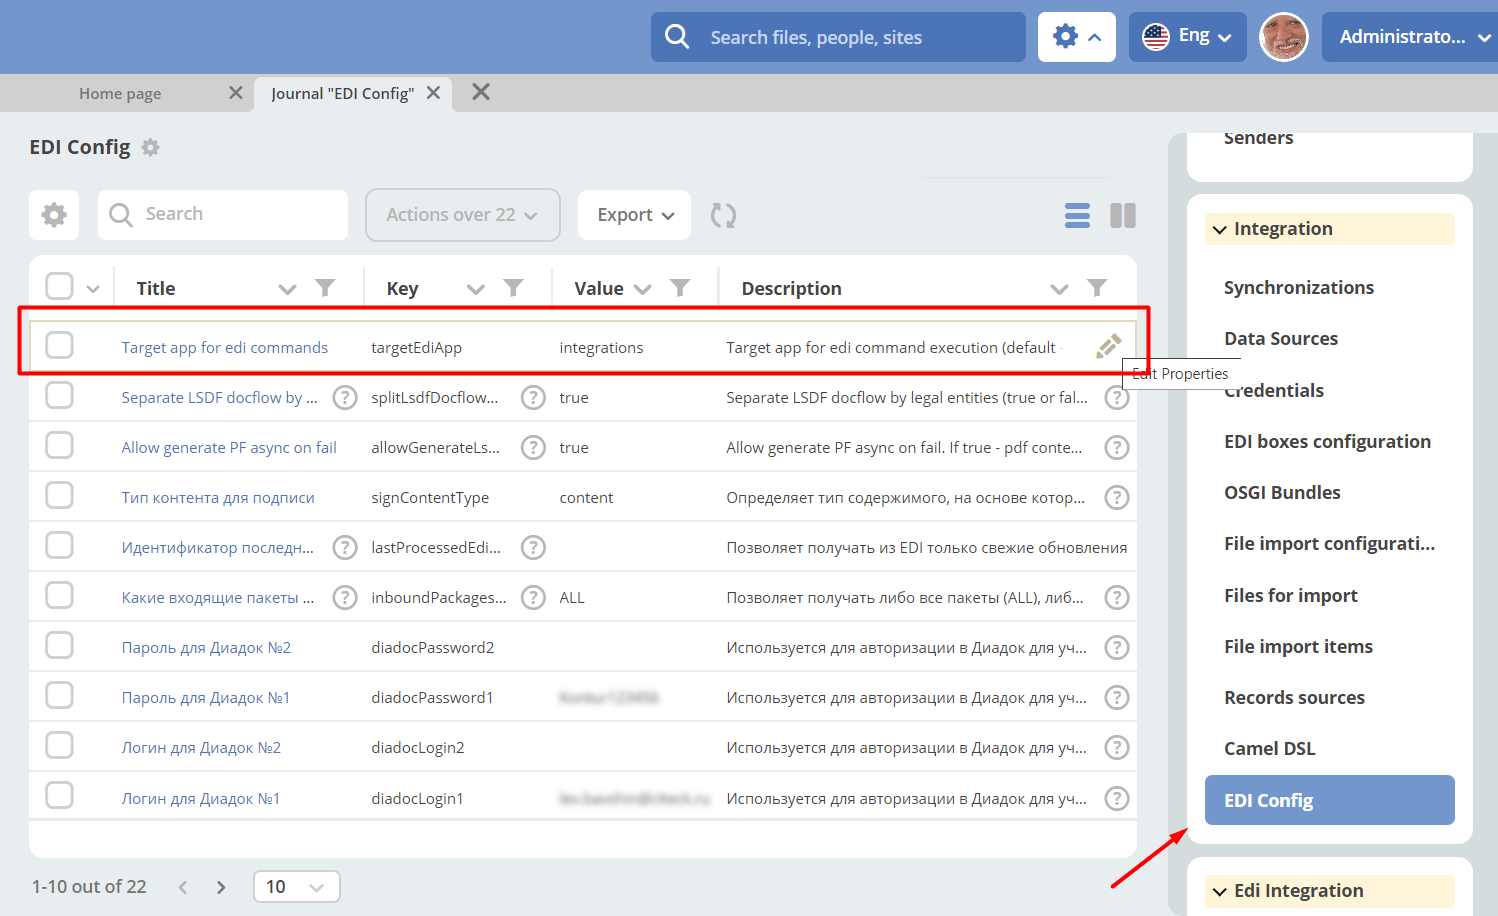 Search files, people, sites
Eng
Administrato...
Home page
Journal "EDI Config"
EDI Config
Search
Actions over 22
Export
Title Key Value Description
Target app for edi commands targetEdiApp integrations Target app for edi command execution (default -
Edit Properties
Separate LSDF docflow by ... splitLsdfDocflow... true Separate LSDF docflow by legal entities (true or fal...
Allow generate PF async on fail allowGenerateLs... true Allow generate PF async on fail. If true - pdf conte...
Тип контента для подписи signContentType content Определяет тип содержимого, на основе котор...
Идентификатор последн... lastProcessedEdi... Позволяет получать из EDI только свежие обновления
Какие входящие пакеты ... inboundPackages... ALL Позволяет получать либо все пакеты (ALL), либ...
Пароль для Диадок №2 diadocPassword2 Используется для авторизации в Диадок для уч...
Пароль для Диадок №1 diadocPassword1 Используется для авторизации в Диадок для уч...
Логин для Диадок №2 diadocLogin2 Используется для авторизации в Диадок для уч...
Логин для Диадок №1 diadocLogin1 Используется для авторизации в Диадок для уч...
1-10 out of 22
10
Senders
Integration
Synchronizations
Data Sources
Credentials
EDI boxes configuration
OSGI Bundles
File import configurati...
Files for import
File import items
Records sources
Camel DSL
EDI Config
Edi Integration